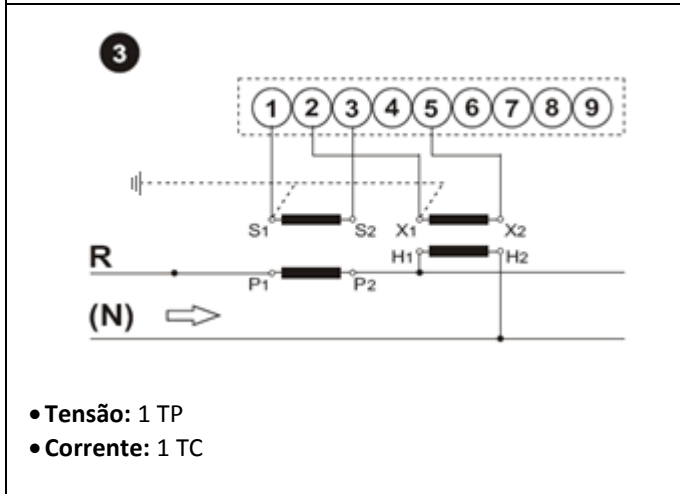 3
1 2 3 4 5 6 7 8 9
S1 S2 X1 X2
H1 H2
R
P1 P2
(N)
• Tensão: 1 TP
• Corrente: 1 TC